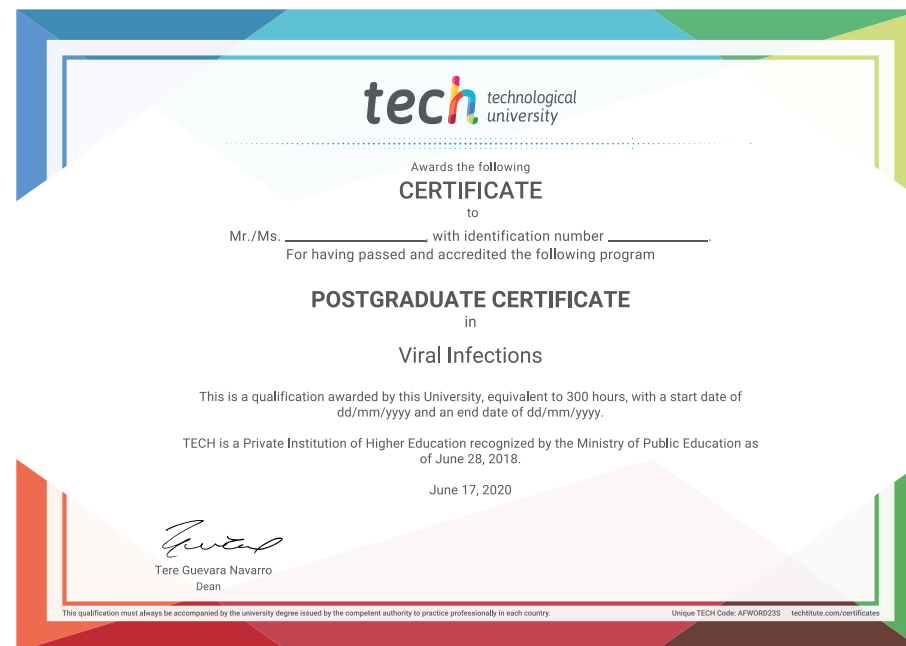 tech technological
university
Awards the following
CERTIFICATE
to
Mr./Ms. ____________________, with identification number ______________.
For having passed and accredited the following program
POSTGRADUATE CERTIFICATE
in
Viral Infections
This is a qualification awarded by this University, equivalent to 300 hours, with a start date of
dd/mm/yyyy and an end date of dd/mm/yyyy.
TECH is a Private Institution of Higher Education recognized by the Ministry of Public Education as
of June 28, 2018.
June 17, 2020
Tere Guevara Navarro
Dean
This qualification must always be accompanied by the university degree issued by the competent authority to practice professionally in each country. Unique TECH Code: AFWORD23S techtitute.com/certificates